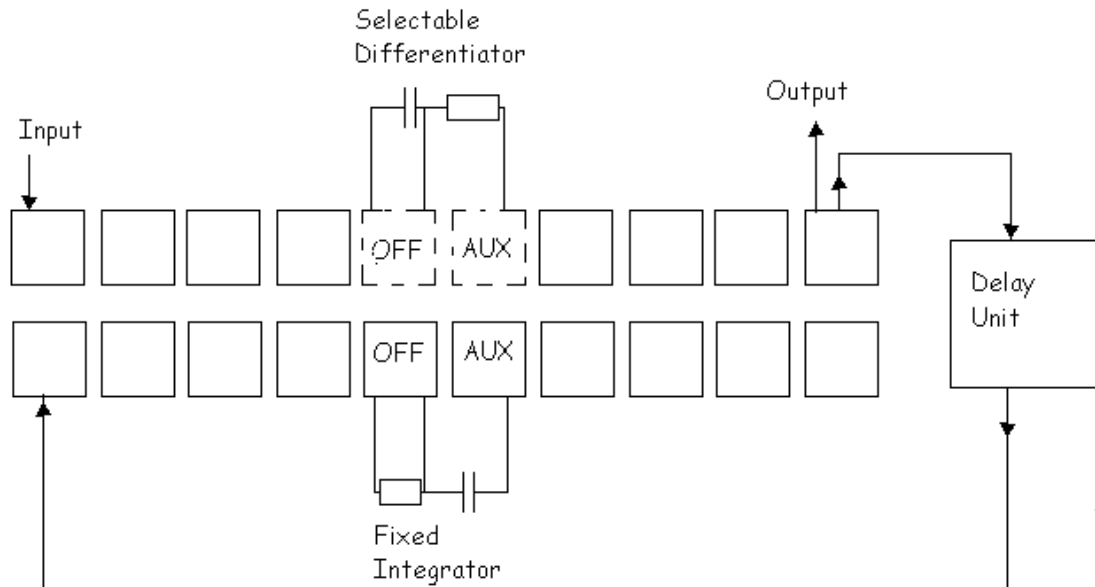 Selectable
Differentiator
Output
Input
OFF
AUX
Delay
Unit
OFF
AUX
Fixed
Integrator